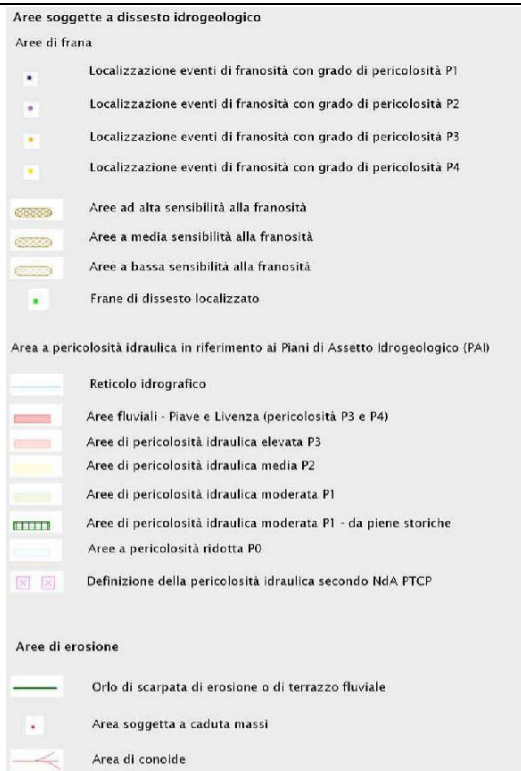 Aree soggette a dissesto idrogeologico
Aree di frana
Localizzazione eventi di franosità con grado di pericolosità P1
Localizzazione eventi di franosità con grado di pericolosità P2
Localizzazione eventi di franosità con grado di pericolosità P3
Localizzazione eventi di franosità con grado di pericolosità P4
Aree ad alta sensibilità alla franosità
Aree a media sensibilità alla franosità
Aree a bassa sensibilità alla franosità
Frane di dissesto localizzato
Area a pericolosità idraulica in riferimento ai Piani di Assetto Idrogeologico (PAI)
Reticolo idrografico
Aree fluviali - Piave e Livenza (pericolosità P3 e P4)
Aree di pericolosità idraulica elevata P3
Aree di pericolosità idraulica media P2
Aree di pericolosità idraulica moderata P1
Aree di pericolosità idraulica moderata P1 - da piene storiche
Aree a pericolosità ridotta P0
Definizione della pericolosità idraulica secondo NdA PTCP
Aree di erosione
Orlo di scarpata di erosione o di terrazzo fluviale
Area soggetta a caduta massi
Area di conoide